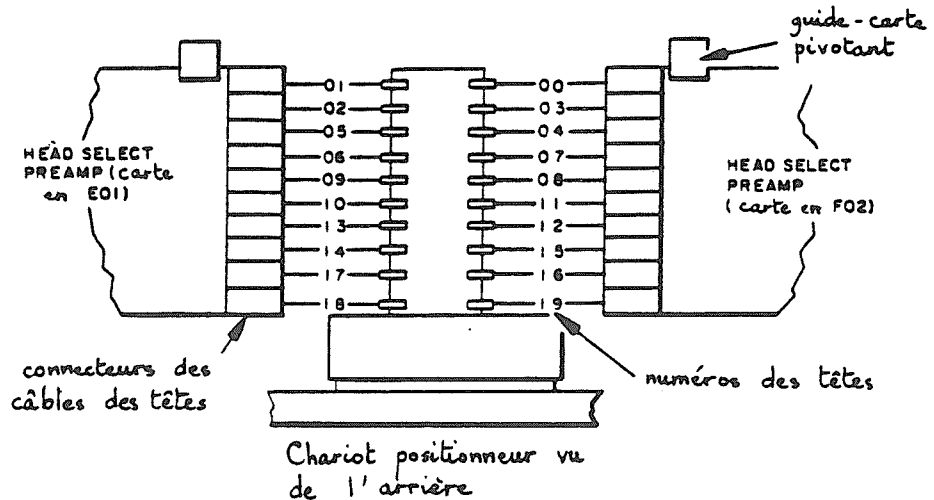 guide-carte
pivotant
01 00
02 03
05 04
06 07
09 08
10 11
13 12
14 15
17 16
18 19
HEAD SELECT
PREAMP (carte
en E01)
HEAD SELECT
PREAMP
(carte en F02)
connecteurs des
câbles des têtes
numéros des têtes
Chariot positionneur vu
de l'arrière